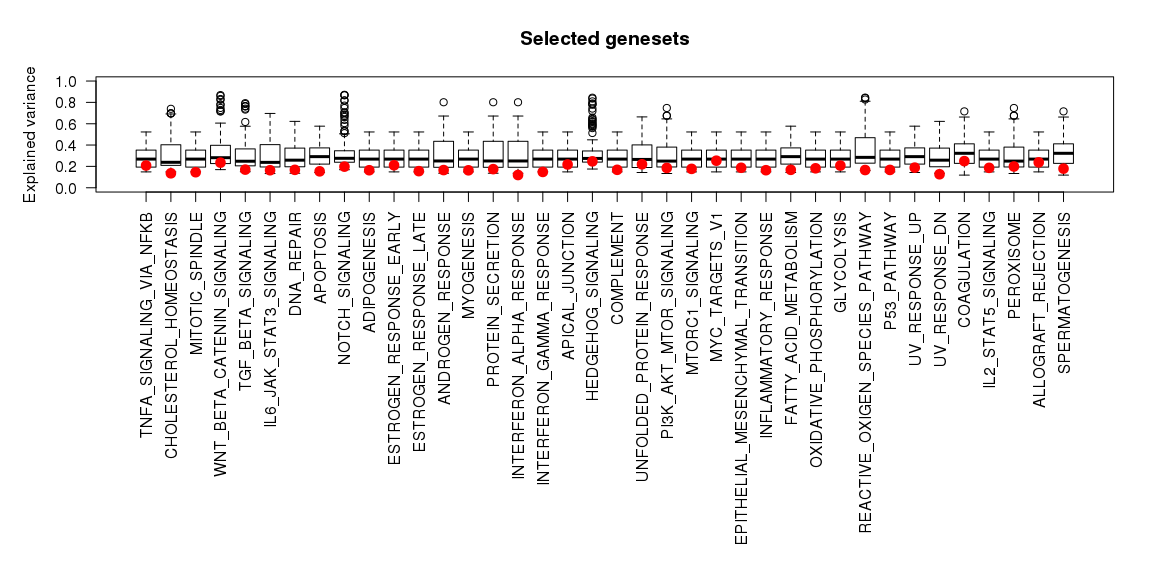 Selected genesets
Explained variance
1.0
0.8
0.6
0.4
0.2
0.0
TNFA_SIGNALING_VIA_NFKB
CHOLESTEROL_HOMEOSTASIS
MITOTIC_SPINDLE
WNT_BETA_CATENIN_SIGNALING
TGF_BETA_SIGNALING
IL6_JAK_STAT3_SIGNALING
DNA_REPAIR
APOPTOSIS
NOTCH_SIGNALING
ADIPOGENESIS
ESTROGEN_RESPONSE_EARLY
ESTROGEN_RESPONSE_LATE
ANDROGEN_RESPONSE
MYOGENESIS
PROTEIN_SECRETION
INTERFERON_ALPHA_RESPONSE
INTERFERON_GAMMA_RESPONSE
APICAL_JUNCTION
HEDGEHOG_SIGNALING
COMPLEMENT
UNFOLDED_PROTEIN_RESPONSE
PI3K_AKT_MTOR_SIGNALING
MTORC1_SIGNALING
MYC_TARGETS_V1
EPITHELIAL_MESENCHYMAL_TRANSITION
INFLAMMATORY_RESPONSE
FATTY_ACID_METABOLISM
OXIDATIVE_PHOSPHORYLATION
GLYCOLYSIS
REACTIVE_OXIGEN_SPECIES_PATHWAY
P53_PATHWAY
UV_RESPONSE_UP
UV_RESPONSE_DN
COAGULATION
IL2_STAT5_SIGNALING
PEROXISOME
ALLOGRAFT_REJECTION
SPERMATOGENESIS